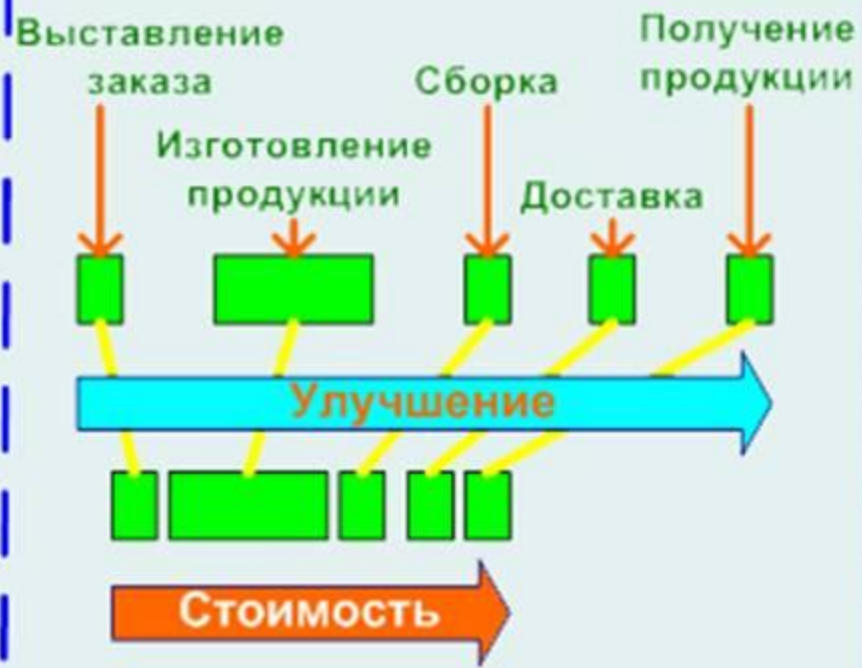 Выставление
заказа
Изготовление
продукции
Сборка
Доставка
Получение
продукции
Улучшение
Стоимость